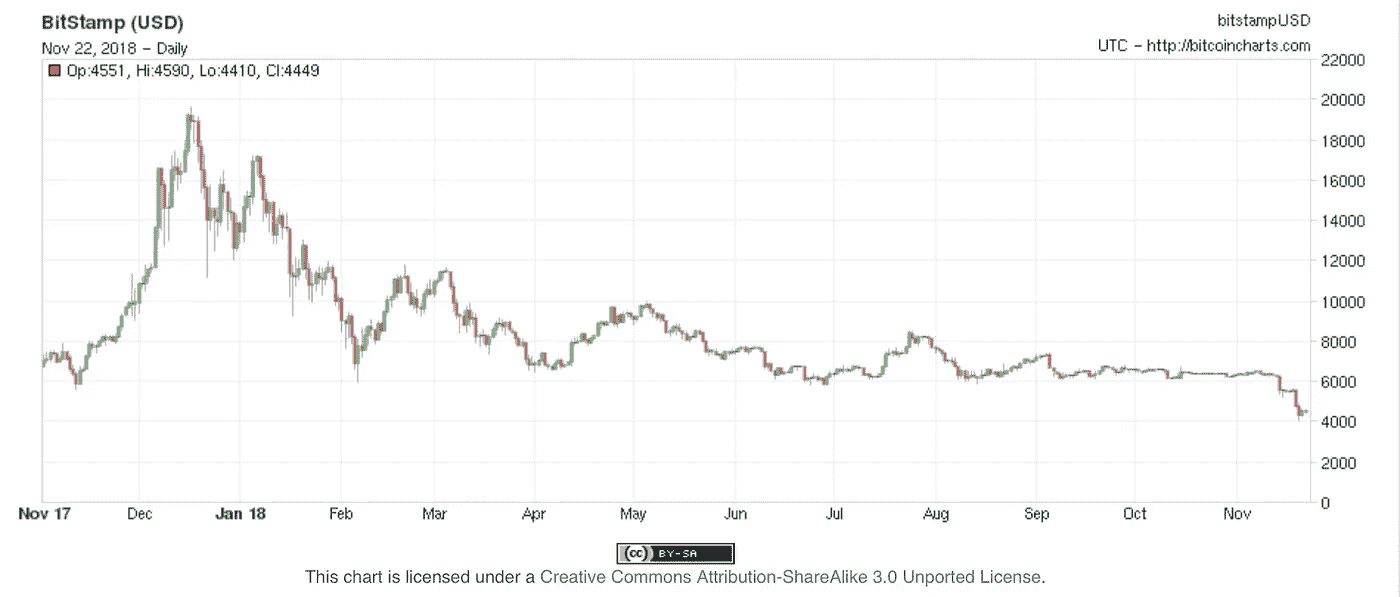 BitStamp (USD)
bitstampUSD
Nov 22, 2018 - Daily
UTC - http://bitcoincharts.com
Op:4551, Hi:4590, Lo:4410, Cl:4449
22000
20000
18000
16000
14000
12000
10000
8000
6000
4000
2000
0
Nov 17 Dec Jan 18 Feb Mar Apr May Jun Jul Aug Sep Oct Nov
(cc) BY-SA
This chart is licensed under a Creative Commons Attribution-ShareAlike 3.0 Unported License.